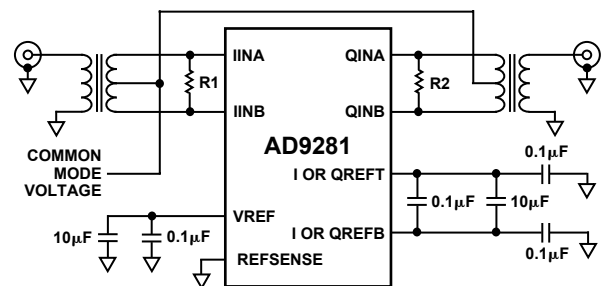 IINA
QINA
R1
R2
IINB
QINB
AD9281
COMMON
MODE
VOLTAGE
0.1µF
I OR QREFT
0.1µF
10µF
VREF
10µF
0.1µF
I OR QREFB
REFSENSE
0.1µF